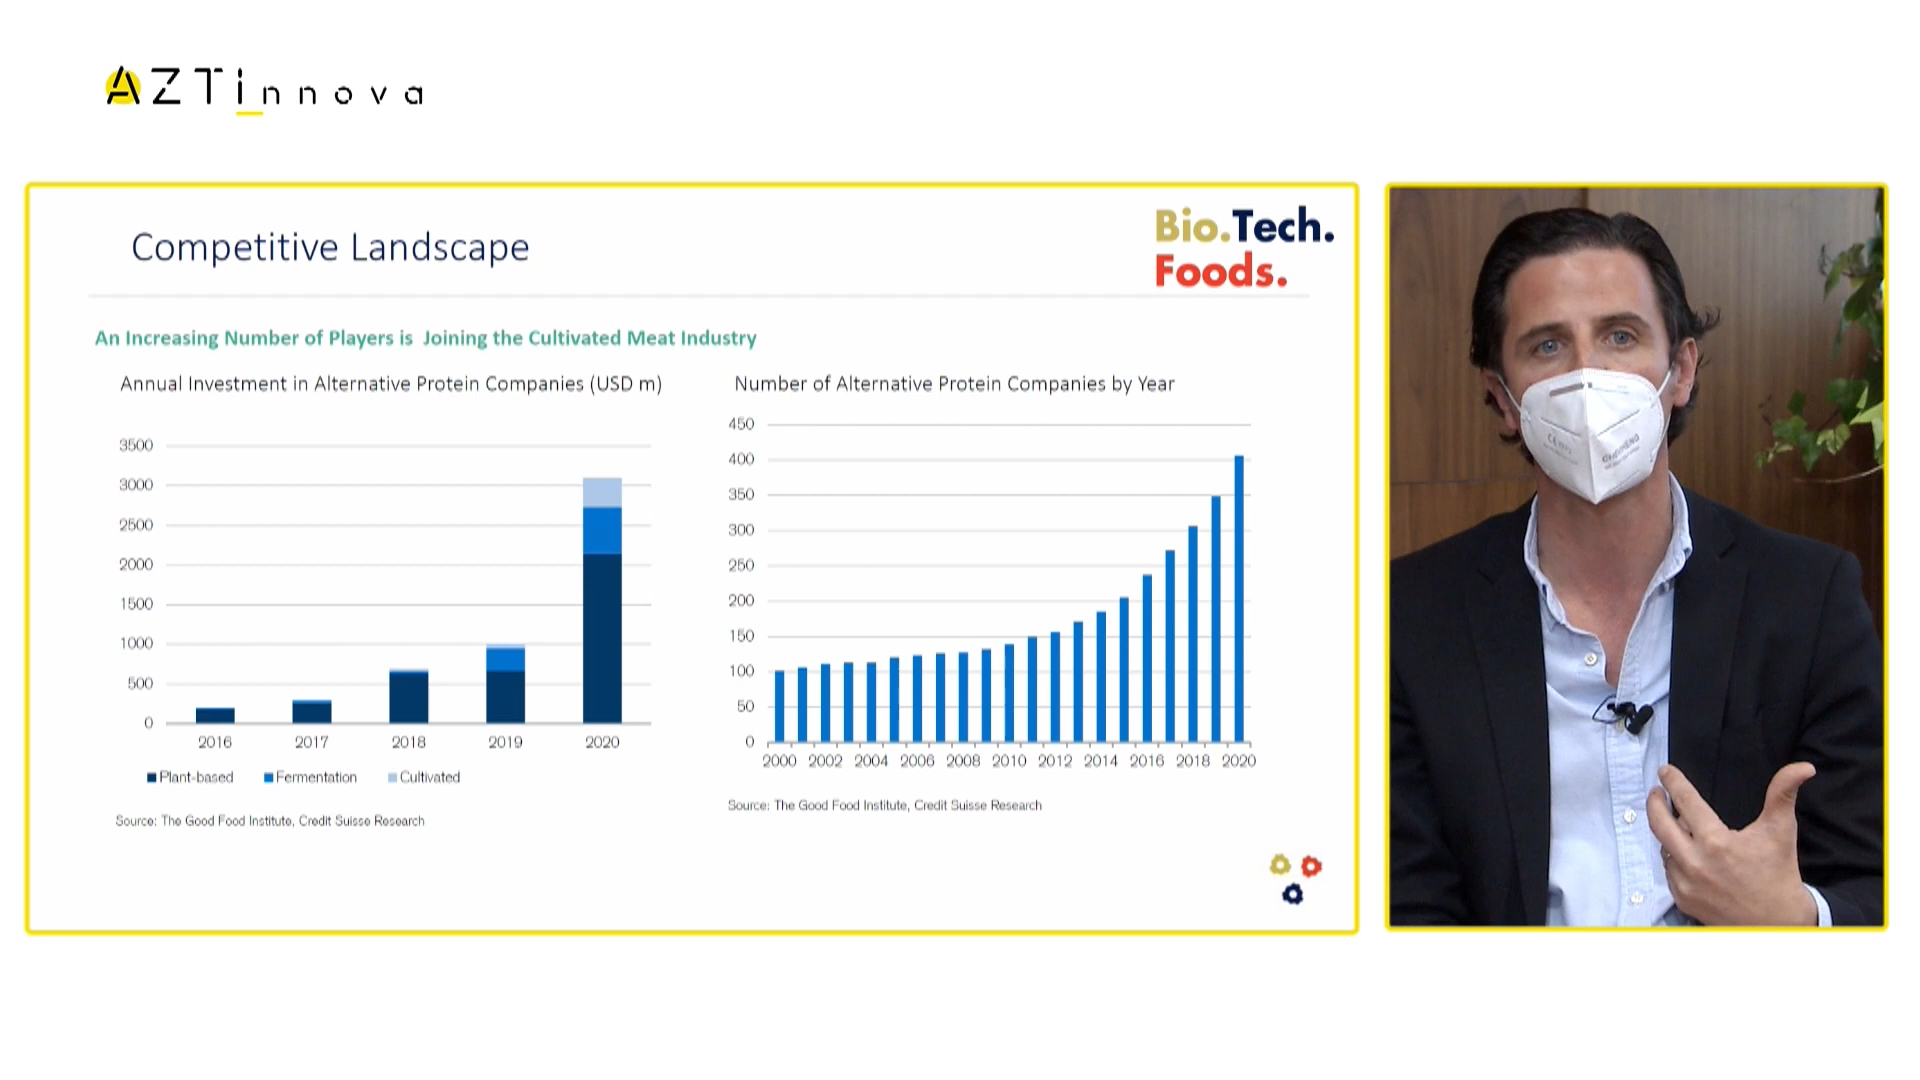 AZTinnova
Competitive Landscape
Bio.Tech.
Foods.
An Increasing Number of Players is Joining the Cultivated Meat Industry
Annual Investment in Alternative Protein Companies (USD m)
3500
3000
2500
2000
1500
1000
500
0
2016 2017 2018 2019 2020
Plant-based Fermentation Cultivated
Source: The Good Food Institute, Credit Suisse Research
Number of Alternative Protein Companies by Year
450
400
350
300
250
200
150
100
50
0
2000 2002 2004 2006 2008 2010 2012 2014 2016 2018 2020
Source: The Good Food Institute, Credit Suisse Research